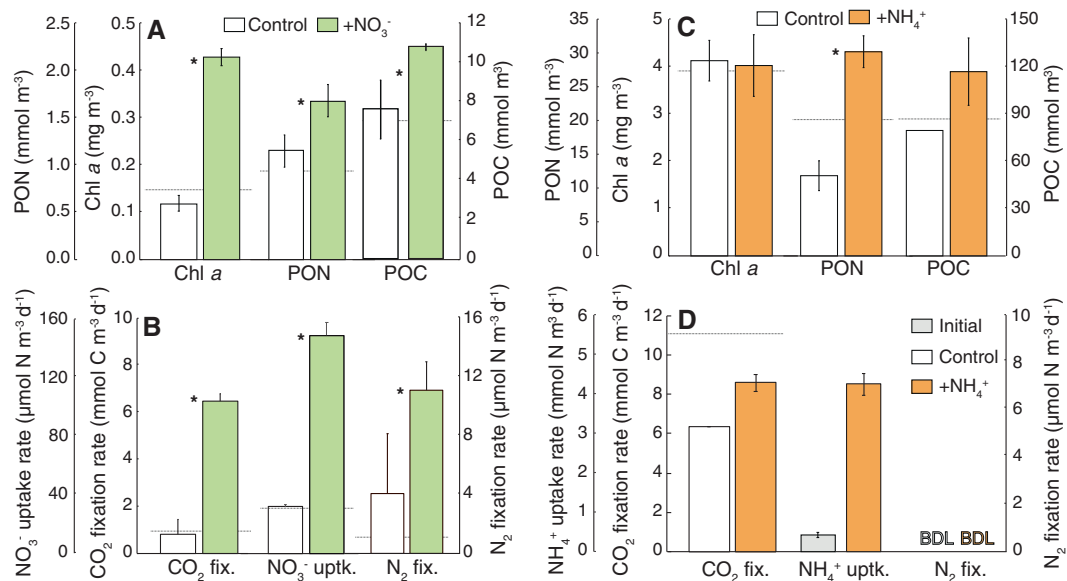 A
Control
+NO₃⁻
PON (mmol m⁻³)
2.5
2.0
1.5
1.0
0.5
0.0
Chl a (mg m⁻³)
0.5
0.4
0.3
0.2
0.1
0.0
*
*
*
POC (mmol m⁻³)
12
10
8
6
4
2
0
Chl a
PON
POC
C
Control
+NH₄⁺
PON (mmol m⁻³)
40
30
20
10
0
Chl a (mg m⁻³)
5
4
3
2
1
0
*
POC (mmol m⁻³)
150
120
90
60
30
0
Chl a
PON
POC
B
NO₃⁻ uptake rate (µmol N m⁻³ d⁻¹)
160
120
80
40
0
CO₂ fixation rate (mmol C m⁻³ d⁻¹)
10
8
6
4
2
0
*
*
*
N₂ fixation rate (µmol N m⁻³ d⁻¹)
16
12
8
4
0
CO₂ fix.
NO₃⁻ uptk.
N₂ fix.
D
Initial
Control
+NH₄⁺
NH₄⁺ uptake rate (µmol N m⁻³ d⁻¹)
6
5
4
3
2
1
0
CO₂ fixation rate (mmol C m⁻³ d⁻¹)
12
10
8
6
4
2
0
BDL BDL
N₂ fixation rate (µmol N m⁻³ d⁻¹)
10
8
6
4
2
0
CO₂ fix.
NH₄⁺ uptk.
N₂ fix.